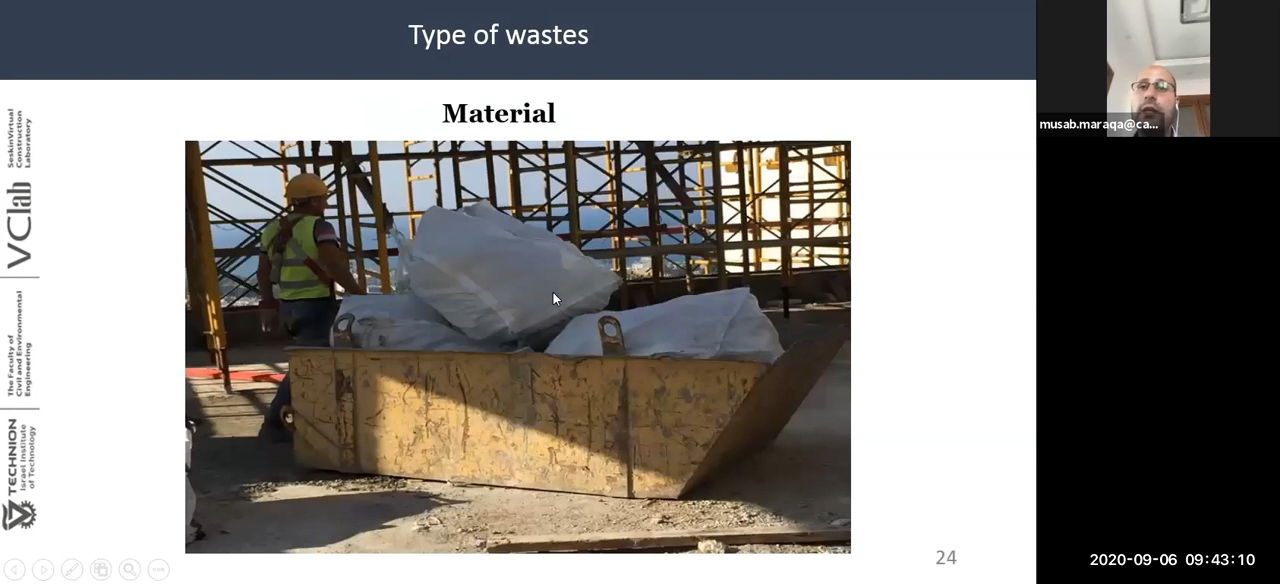 Type of wastes
Material
SeskinVirtual
Construction
Laboratory
VClab
The Faculty of
Civil and Environmental
Engineering
TECHNION
Israel Institute
of Technology
24
musab.maraqa@ca...
2020-09-06 09:43:10